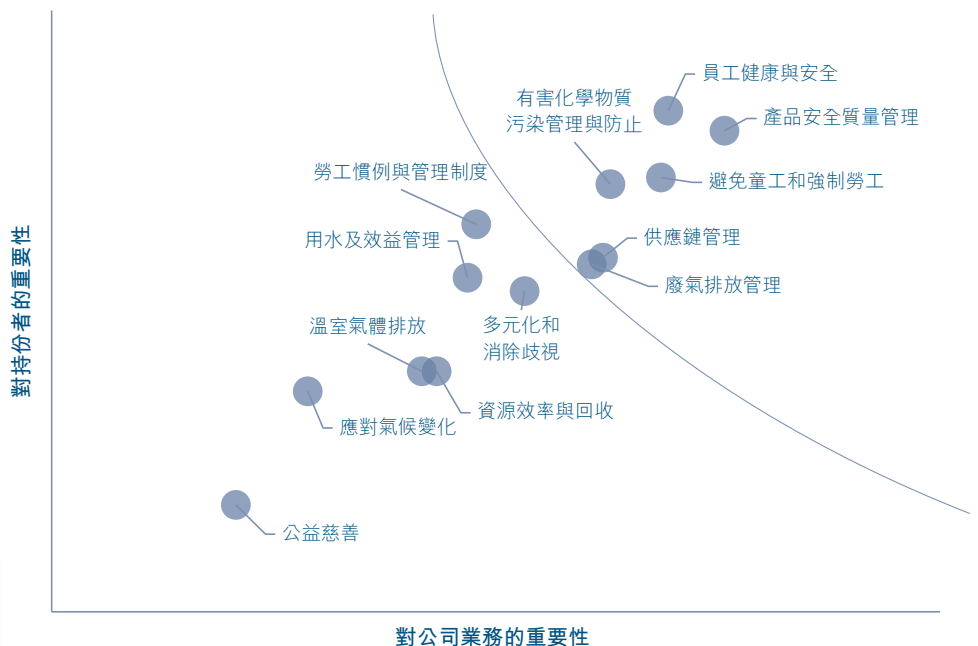 員工健康與安全
有害化學物質
污染管理與防止
產品安全質量管理
勞工慣例與管理制度
避免童工和強制勞工
用水及效益管理
供應鏈管理
廢氣排放管理
溫室氣體排放
多元化和
消除歧視
資源效率與回收
應對氣候變化
公益慈善
對持份者的重要性
對公司業務的重要性